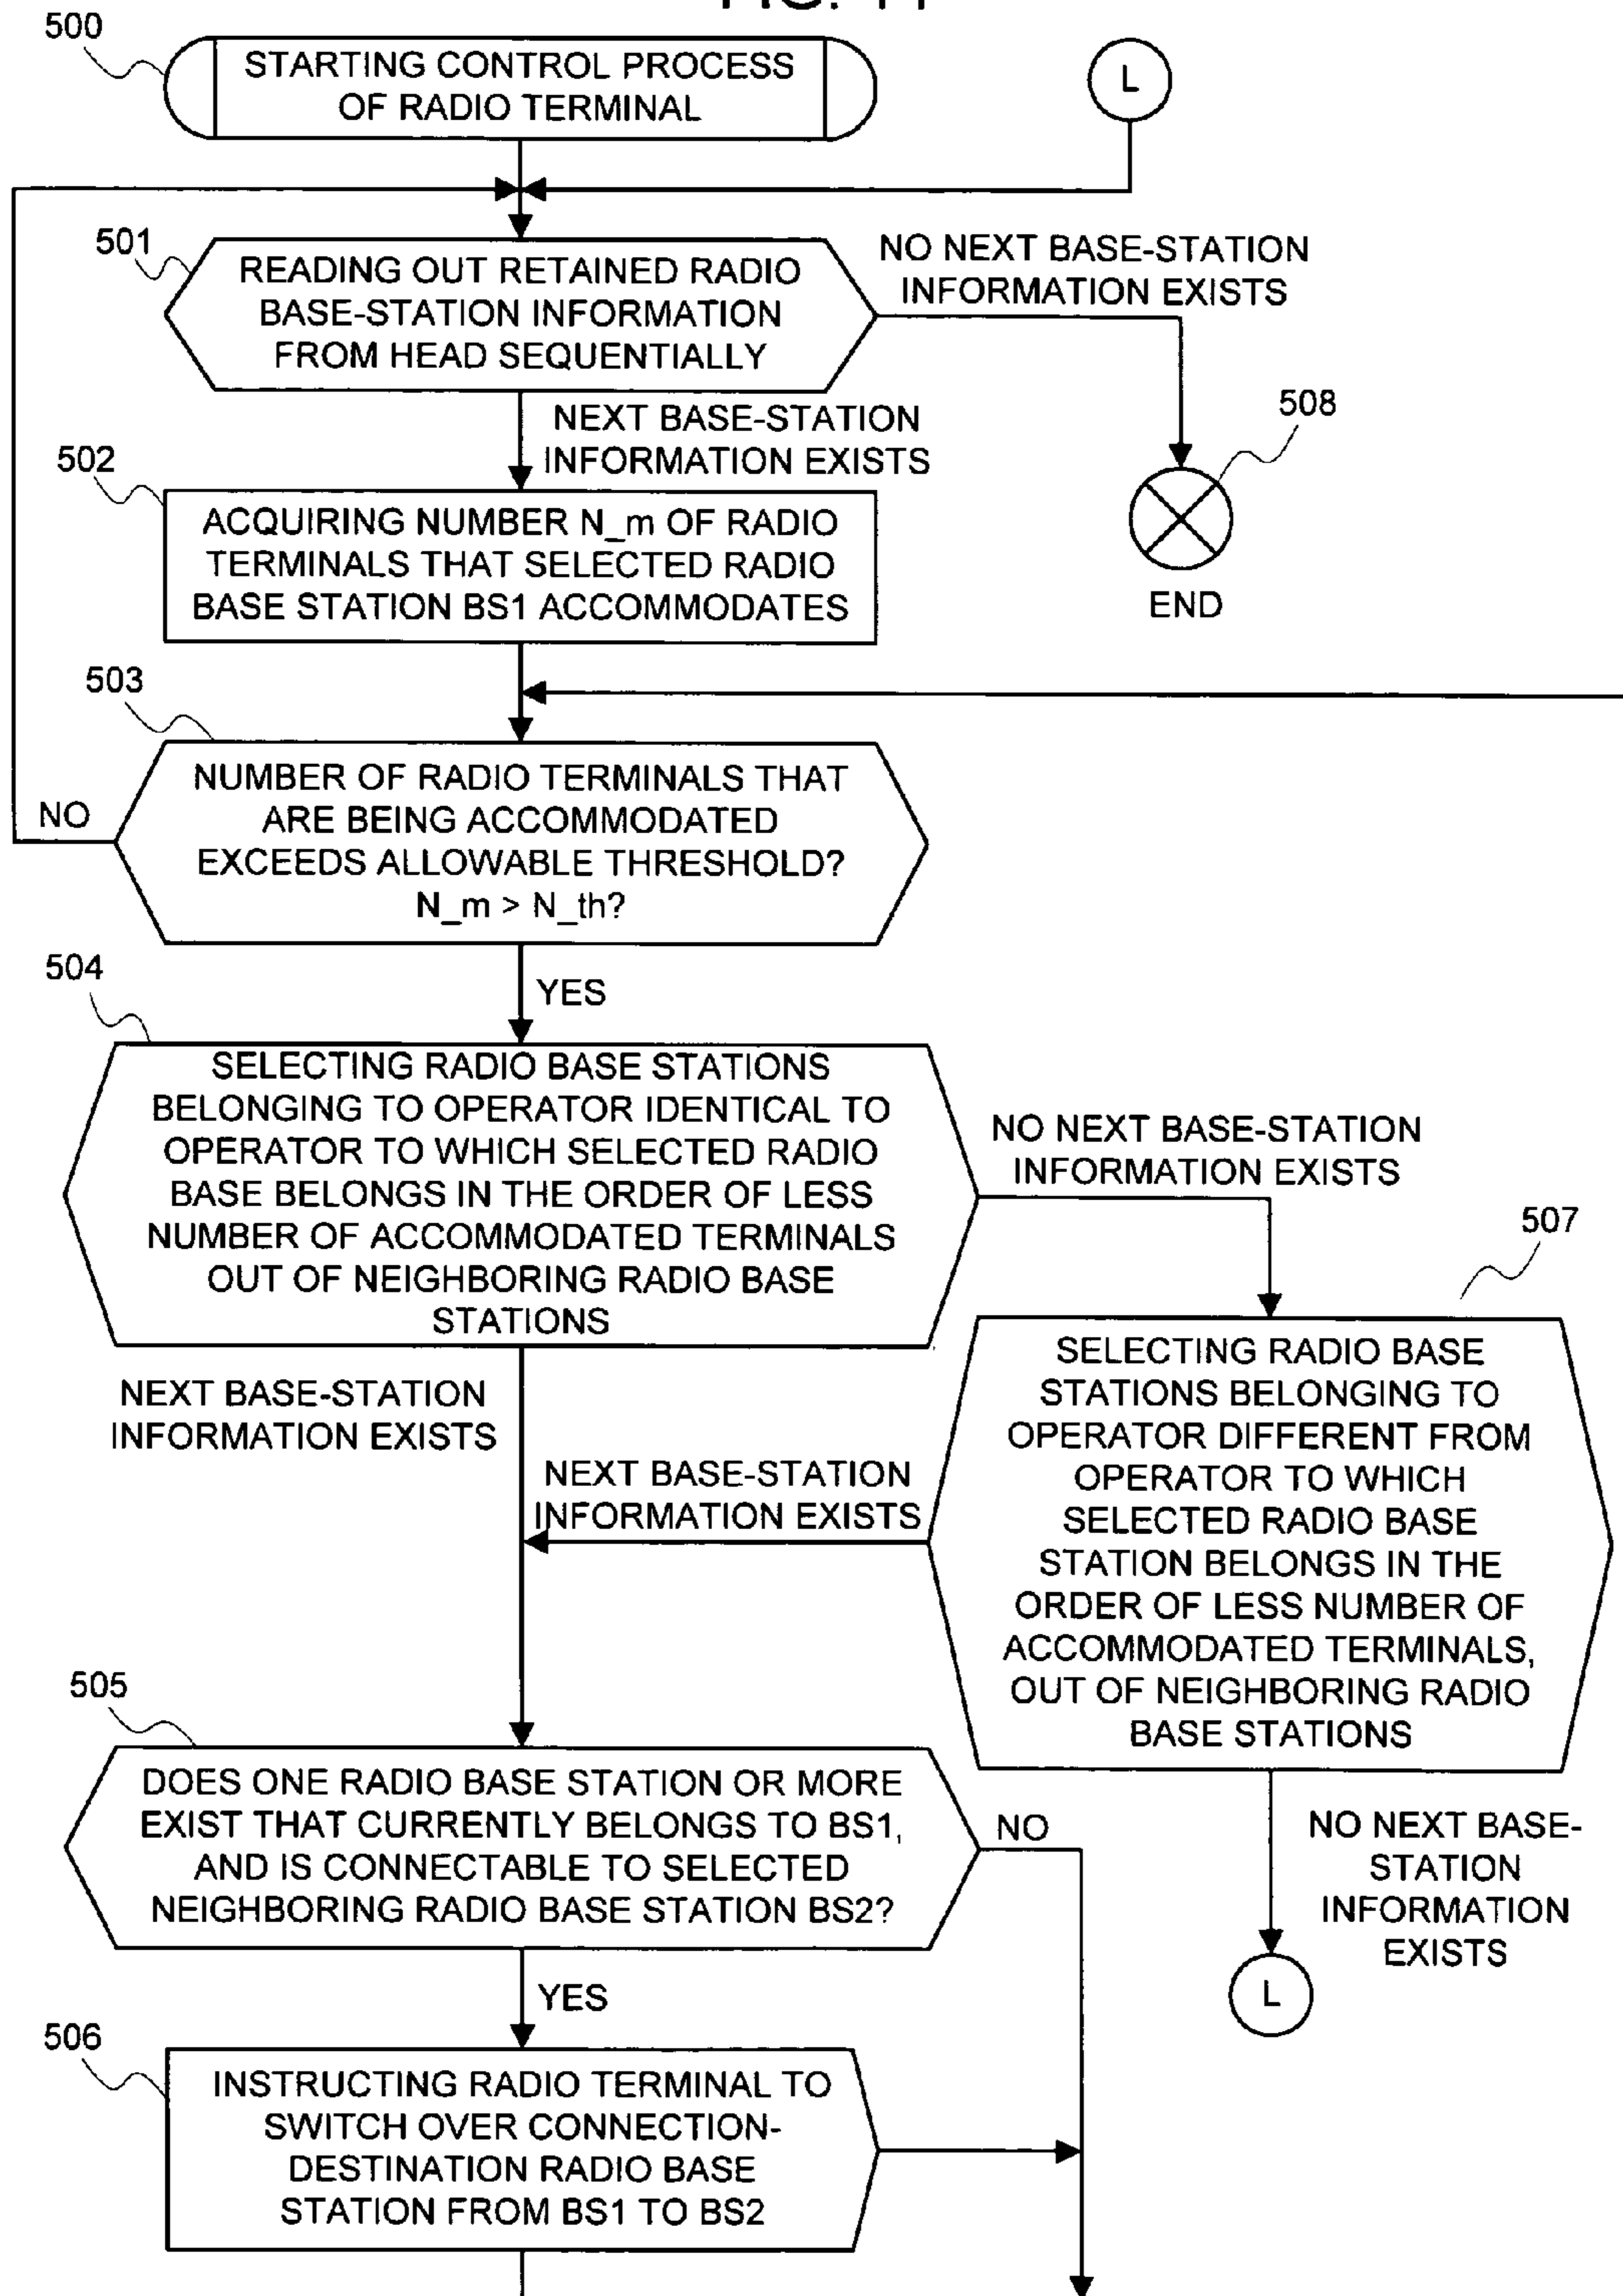 500
STARTING CONTROL PROCESS
OF RADIO TERMINAL
L
501
READING OUT RETAINED RADIO
BASE-STATION INFORMATION
FROM HEAD SEQUENTIALLY
NO NEXT BASE-STATION
INFORMATION EXISTS
NEXT BASE-STATION
INFORMATION EXISTS
508
END
502
ACQUIRING NUMBER N_m OF RADIO
TERMINALS THAT SELECTED RADIO
BASE STATION BS1 ACCOMMODATES
503
NUMBER OF RADIO TERMINALS THAT
ARE BEING ACCOMMODATED
EXCEEDS ALLOWABLE THRESHOLD?
N_m > N_th?
NO
YES
504
SELECTING RADIO BASE STATIONS
BELONGING TO OPERATOR IDENTICAL TO
OPERATOR TO WHICH SELECTED RADIO
BASE BELONGS IN THE ORDER OF LESS
NUMBER OF ACCOMMODATED TERMINALS
OUT OF NEIGHBORING RADIO BASE
STATIONS
NO NEXT BASE-STATION
INFORMATION EXISTS
507
NEXT BASE-STATION
INFORMATION EXISTS
SELECTING RADIO BASE
STATIONS BELONGING TO
OPERATOR DIFFERENT FROM
OPERATOR TO WHICH
SELECTED RADIO BASE
STATION BELONGS IN THE
ORDER OF LESS NUMBER OF
ACCOMMODATED TERMINALS,
OUT OF NEIGHBORING RADIO
BASE STATIONS
NEXT BASE-STATION
INFORMATION EXISTS
505
DOES ONE RADIO BASE STATION OR MORE
EXIST THAT CURRENTLY BELONGS TO BS1,
AND IS CONNECTABLE TO SELECTED
NEIGHBORING RADIO BASE STATION BS2?
NO
NO NEXT BASE-
STATION
INFORMATION
EXISTS
L
YES
506
INSTRUCTING RADIO TERMINAL TO
SWITCH OVER CONNECTION-
DESTINATION RADIO BASE
STATION FROM BS1 TO BS2